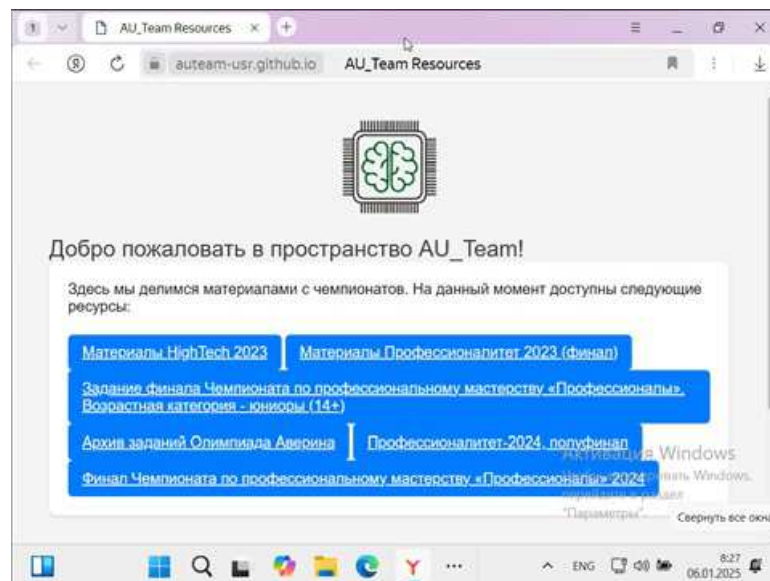 1
AU_Team Resources
auteam-usr.github.io AU_Team Resources
Добро пожаловать в пространство AU_Team!
Здесь мы делимся материалами с чемпионатов. На данный момент доступны следующие
ресурсы:
Материалы HighTech 2023 Материалы Профессионалитет 2023 (финал)
Задание финала Чемпионата по профессиональному мастерству «Профессионалы».
Возрастная категория - юниоры (14+)
Архив заданий Олимпиада Аверина Профессионалитет-2024, полуфинал
Активация Windows
Финал Чемпионата по профессиональному мастерству «Профессионалы» 2024 Windows,
"Параметры".
Свернуть все окна
ENG 8:27
06.01.2025